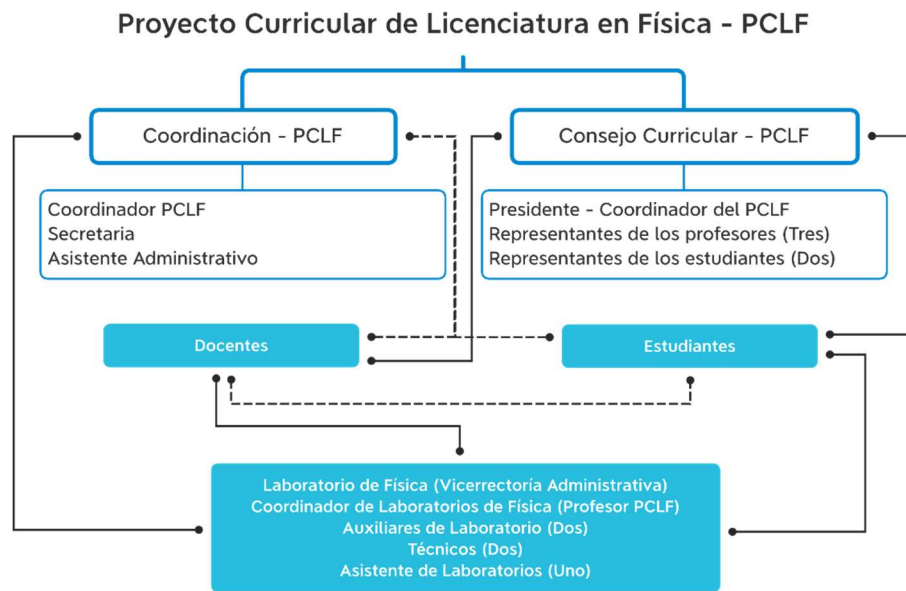 Proyecto Curricular de Licenciatura en Física - PCLF
Coordinación - PCLF
Consejo Curricular - PCLF
Coordinador PCLF
Secretaria
Asistente Administrativo
Presidente - Coordinador del PCLF
Representantes de los profesores (Tres)
Representantes de los estudiantes (Dos)
Docentes
Estudiantes
Laboratorio de Física (Vicerrectoría Administrativa)
Coordinador de Laboratorios de Física (Profesor PCLF)
Auxiliares de Laboratorio (Dos)
Técnicos (Dos)
Asistente de Laboratorios (Uno)